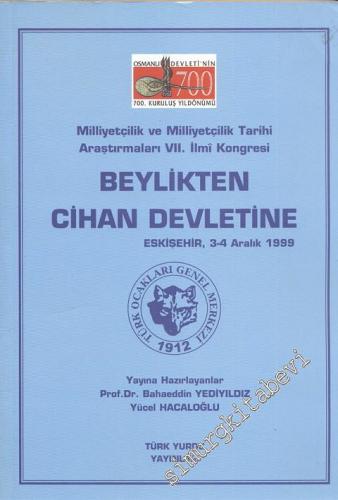 OSMANLI DEVLETİ'NİN
700
700. KURULUŞ YILDÖNÜMÜ
Milliyetçilik ve Milliyetçilik Tarihi
Araştırmaları VII. İlmî Kongresi
BEYLİKTEN
CİHAN DEVLETİNE
ESKİŞEHİR, 3-4 Aralık 1999
TÜRK OCAKLARI GENEL MERKEZİ
1912
Yayına Hazırlayanlar
Prof.Dr. Bahaeddin YEDİYILDIZ
Yücel HACALOĞLU
TÜRK YURDU
YAYINLARI
simurgkitabevi